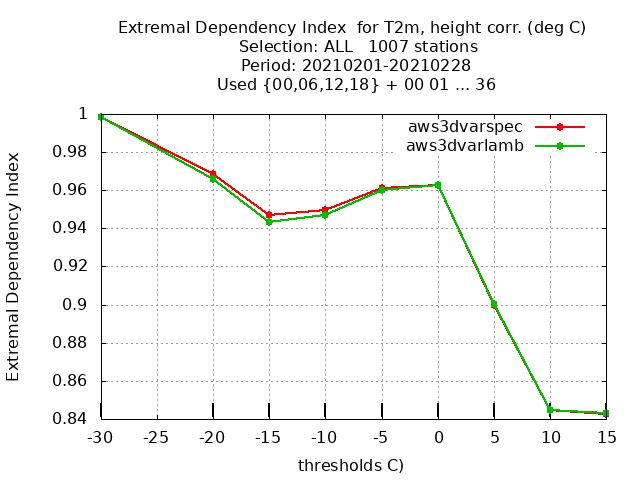 Extremal Dependency Index  for T2m, height corr. (deg C)
Selection: ALL   1007 stations
Period: 20210201-20210228
Used {00,06,12,18} + 00 01 ... 36
aws3dvarspec
aws3dvarlamb
Extremal Dependency Index
1
0.98
0.96
0.94
0.92
0.9
0.88
0.86
0.84
-30 -25 -20 -15 -10 -5 0 5 10 15
thresholds C)